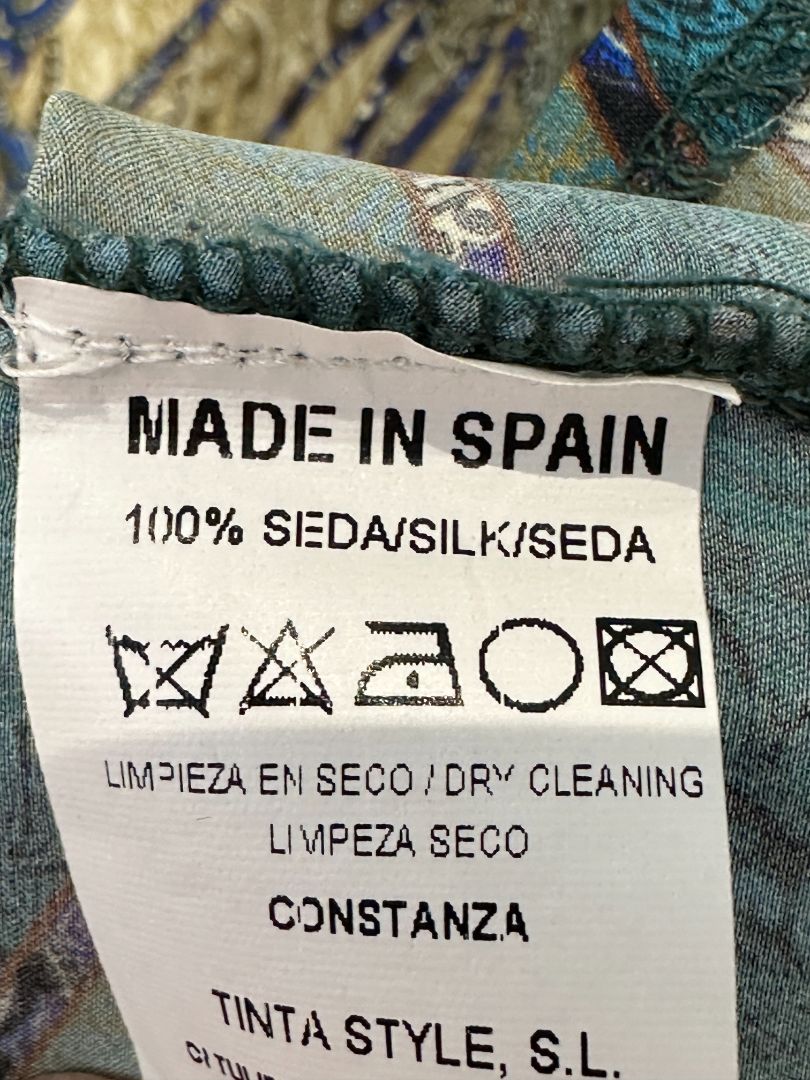 MADE IN SPAIN
100% SEDA/SILK/SEDA
LIMPIEZA EN SECO / DRY CLEANING
LIMPEZA SECO
CONSTANZA
TINTA STYLE, S.L.